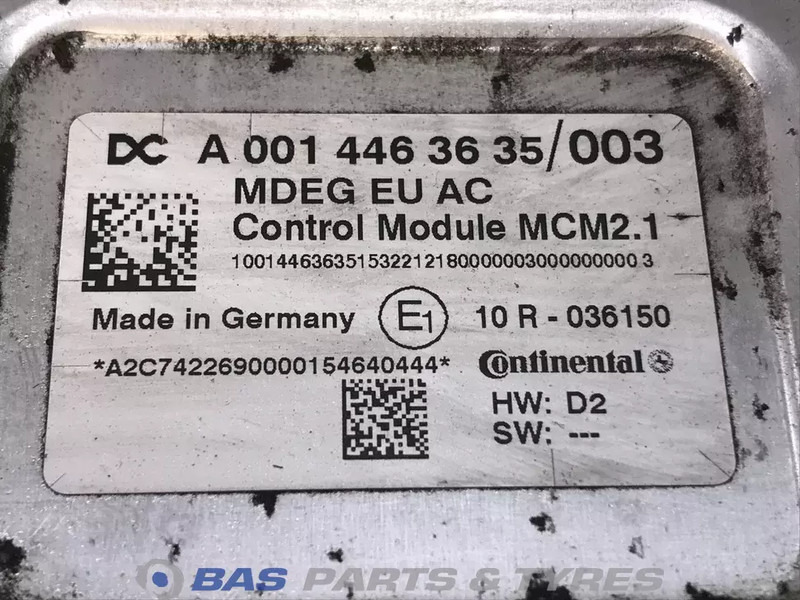 DC A 001 446 36 35/003
MDEG EU AC
Control Module MCM2.1
10014463635153221218000000300000000003
Made in Germany E1 10 R - 036150
*A2C7422690000154640444* Continental
HW: D2
SW: ---
BAS PARTS & TYRES